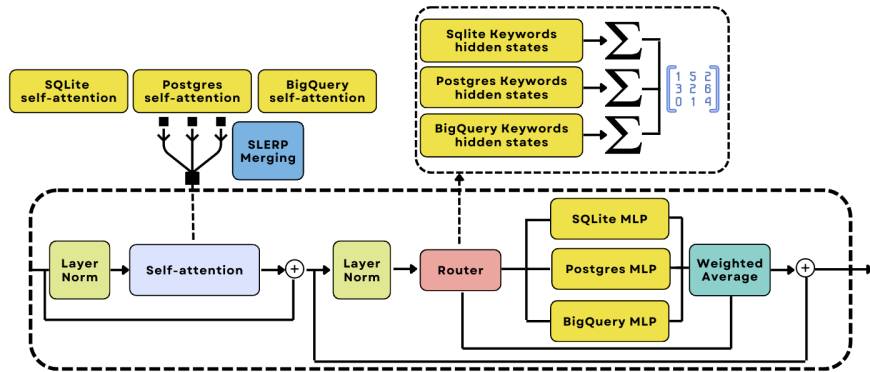 Sqlite Keywords
hidden states
Postgres Keywords
hidden states
BigQuery Keywords
hidden states
∑
∑
∑
1 5 2
3 2 6
0 1 4
SQLite
self-attention
Postgres
self-attention
BigQuery
self-attention
SLERP
Merging
Layer
Norm
Self-attention
+
Layer
Norm
Router
SQLite MLP
Postgres MLP
BigQuery MLP
Weighted
Average
+